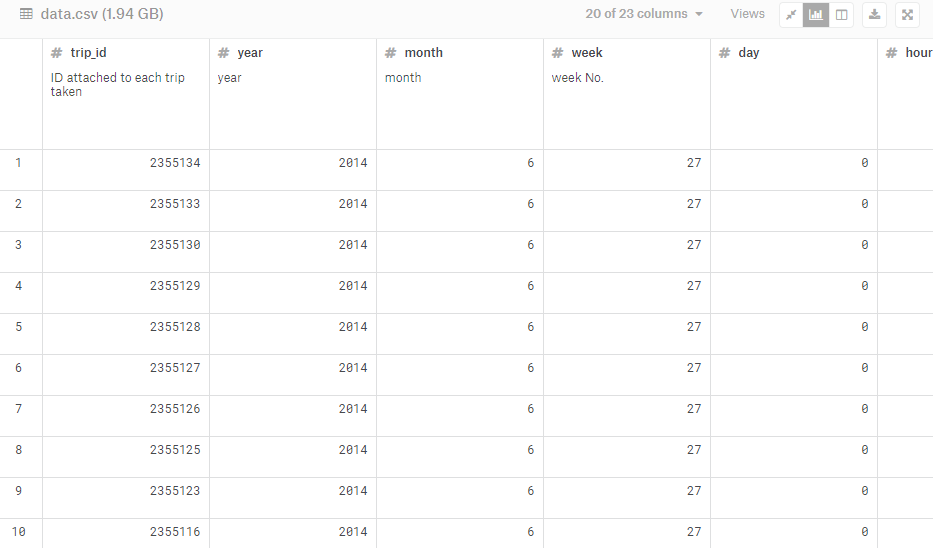 data.csv (1.94 GB) 20 of 23 columns Views
# trip_id # year # month # week # day # hour
ID attached to each trip year month week No.
taken
1 2355134 2014 6 27 0
2 2355133 2014 6 27 0
3 2355130 2014 6 27 0
4 2355129 2014 6 27 0
5 2355128 2014 6 27 0
6 2355127 2014 6 27 0
7 2355126 2014 6 27 0
8 2355125 2014 6 27 0
9 2355123 2014 6 27 0
10 2355116 2014 6 27 0